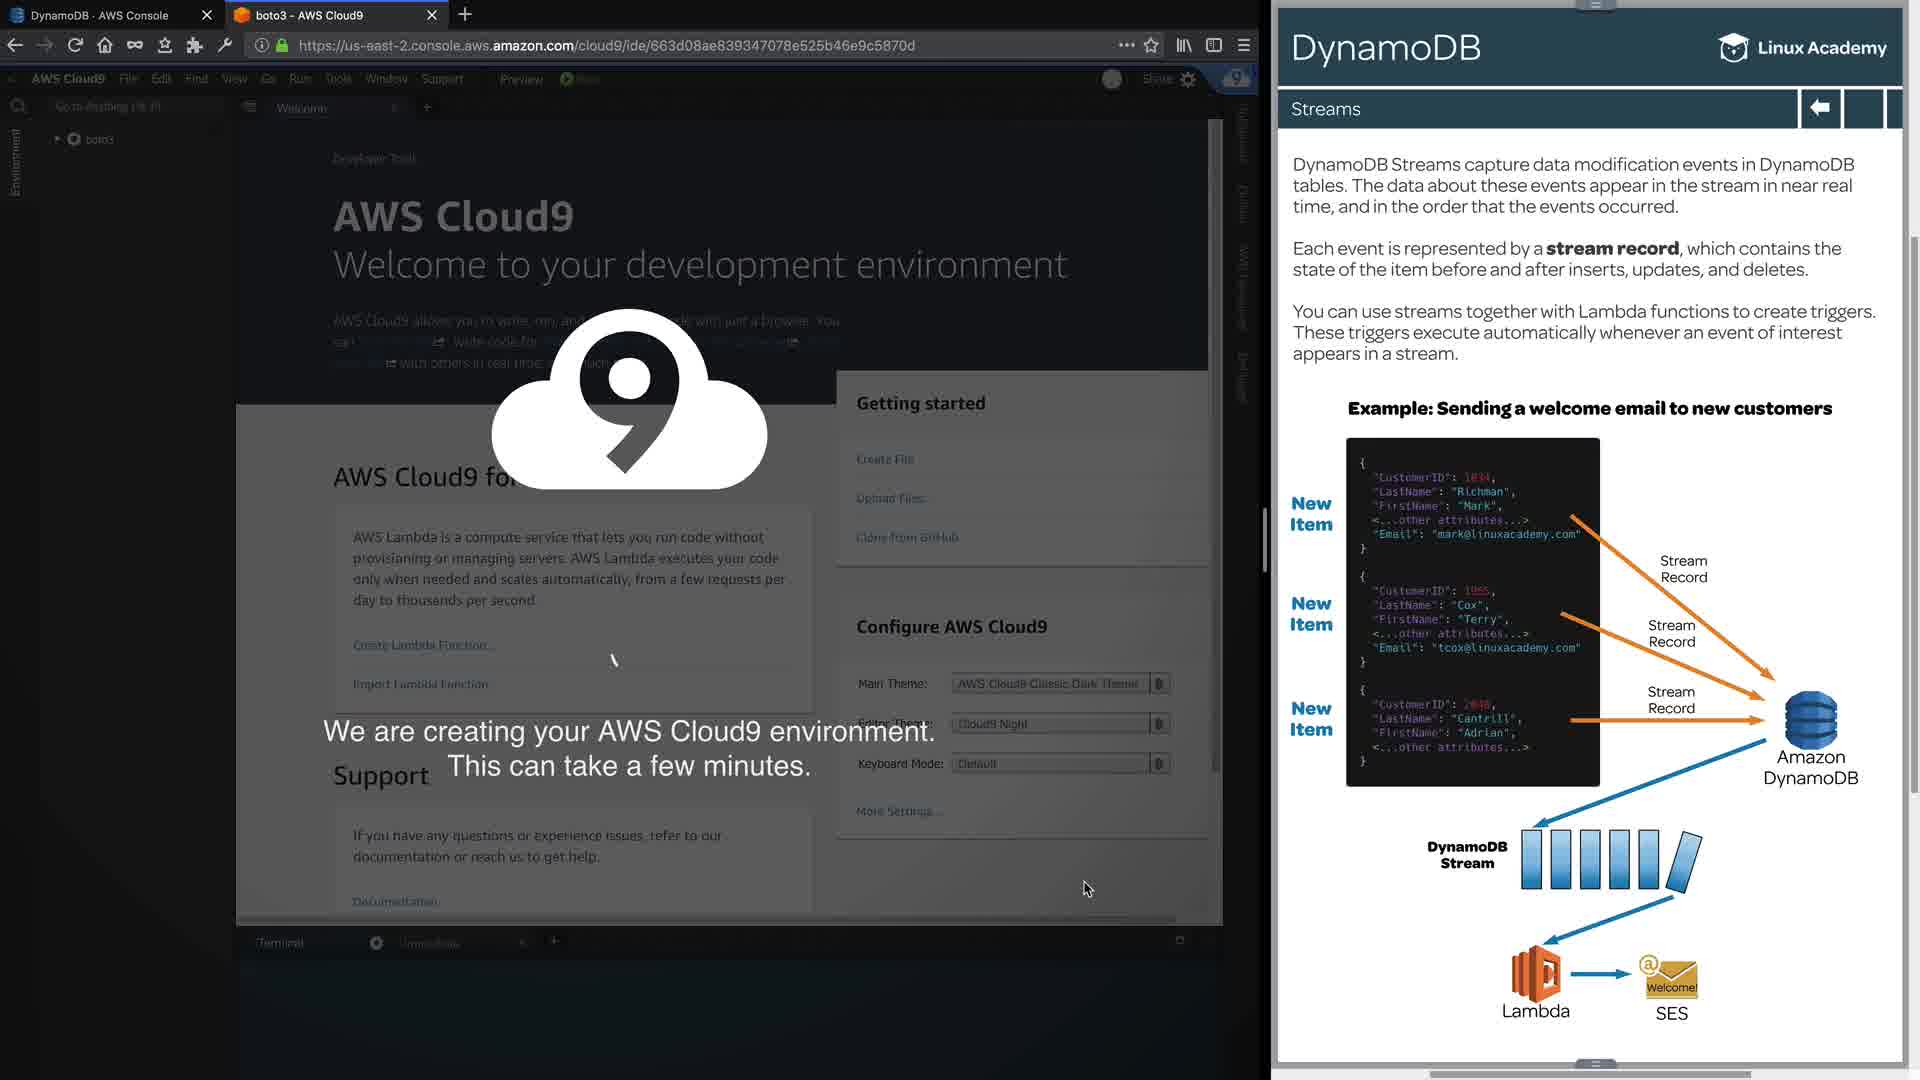 DynamoDB - AWS Console
boto3 - AWS Cloud9
https://us-east-2.console.aws.amazon.com/cloud9/ide/663d08ae839347078e525b46e9c5870d
AWS Cloud9 File Edit Find View Go Run Tools Window Support Preview Run
Share
Go to Anything (⌘ P)
Welcome
Environment
boto3
Developer Tools
AWS Cloud9
Welcome to your development environment
AWS Cloud9 allows you to write, run, and
with just a browse. You
can
write code for
with others in real time,
Getting started
Create File
Upload Files...
Clone from GitHub
AWS Cloud9 for
AWS Lambda is a compute service that lets you run code without
provisioning or managing servers. AWS Lambda executes your code
only when needed and scales automatically, from a few requests per
day to thousands per second.
Create Lambda Function...
Import Lambda Function
Configure AWS Cloud9
Main Theme: AWS Cloud9 Classic Dark Theme
Editor Theme: Cloud9 Night
Keyboard Mode: Default
More Settings...
We are creating your AWS Cloud9 environment.
This can take a few minutes.
Support
If you have any questions or experience issues, refer to our
documentation or reach us to get help.
Documentation
Terminal
Immediate
DynamoDB
Linux Academy
Streams
DynamoDB Streams capture data modification events in DynamoDB
tables. The data about these events appear in the stream in near real
time, and in the order that the events occurred.
Each event is represented by a stream record, which contains the
state of the item before and after inserts, updates, and deletes.
You can use streams together with Lambda functions to create triggers.
These triggers execute automatically whenever an event of interest
appears in a stream.
Example: Sending a welcome email to new customers
New
Item
{
"CustomerID": 1034,
"LastName": "Richman",
"FirstName": "Mark",
<...other attributes...>
"Email": "mark@linuxacademy.com"
}
New
Item
{
"CustomerID": 1965,
"LastName": "Cox",
"FirstName": "Terry",
<...other attributes...>
"Email": "tcox@linuxacademy.com"
}
New
Item
{
"CustomerID": 2048,
"LastName": "Cantrill",
"FirstName": "Adrian",
<...other attributes...>
}
Stream
Record
Stream
Record
Stream
Record
Amazon
DynamoDB
DynamoDB
Stream
Lambda
@
Welcome!
SES